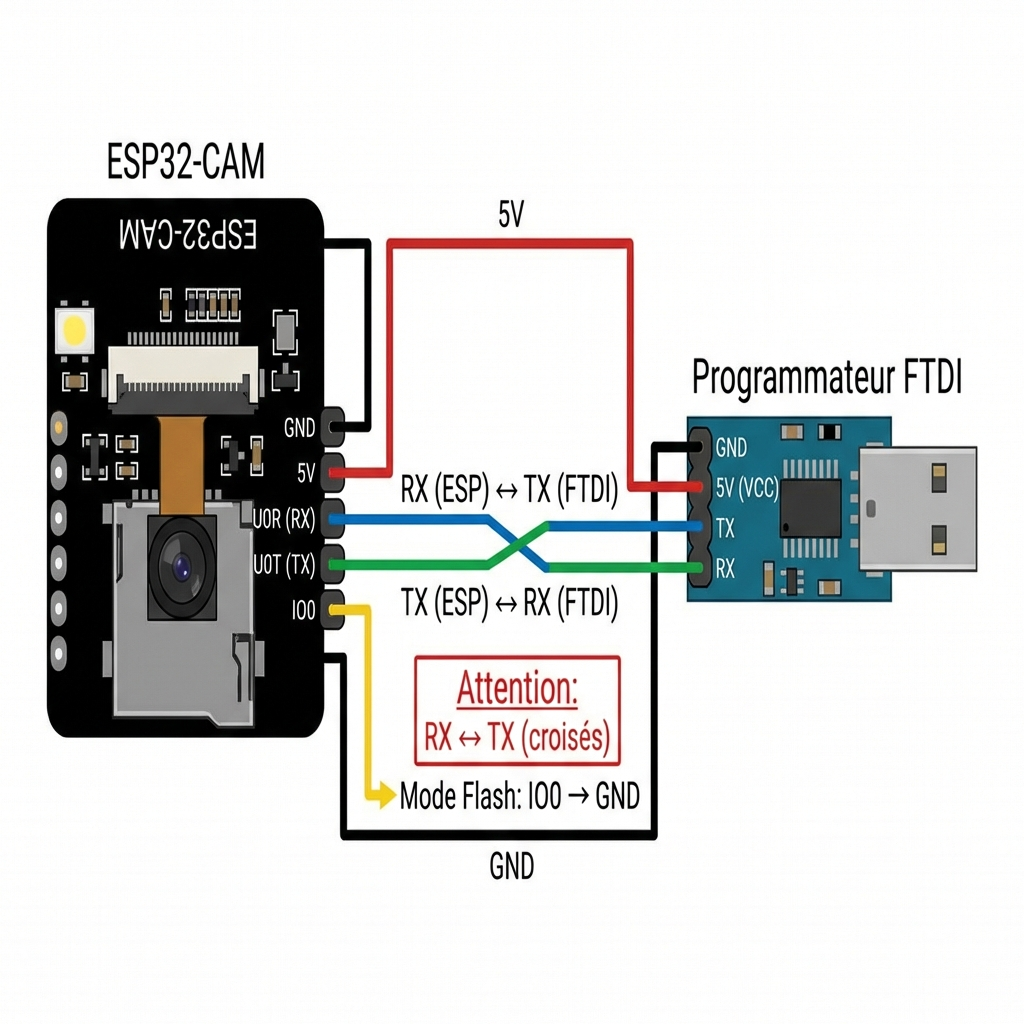 ESP32-CAM
ESP32-CAM
5V
Programmateur FTDI
GND
5V
U0R (RX)
U0T (TX)
IO0
RX (ESP) ↔ TX (FTDI)
TX (ESP) ↔ RX (FTDI)
GND
5V (VCC)
TX
RX
Attention:
RX ↔ TX (croisés)
Mode Flash: IO0 → GND
GND